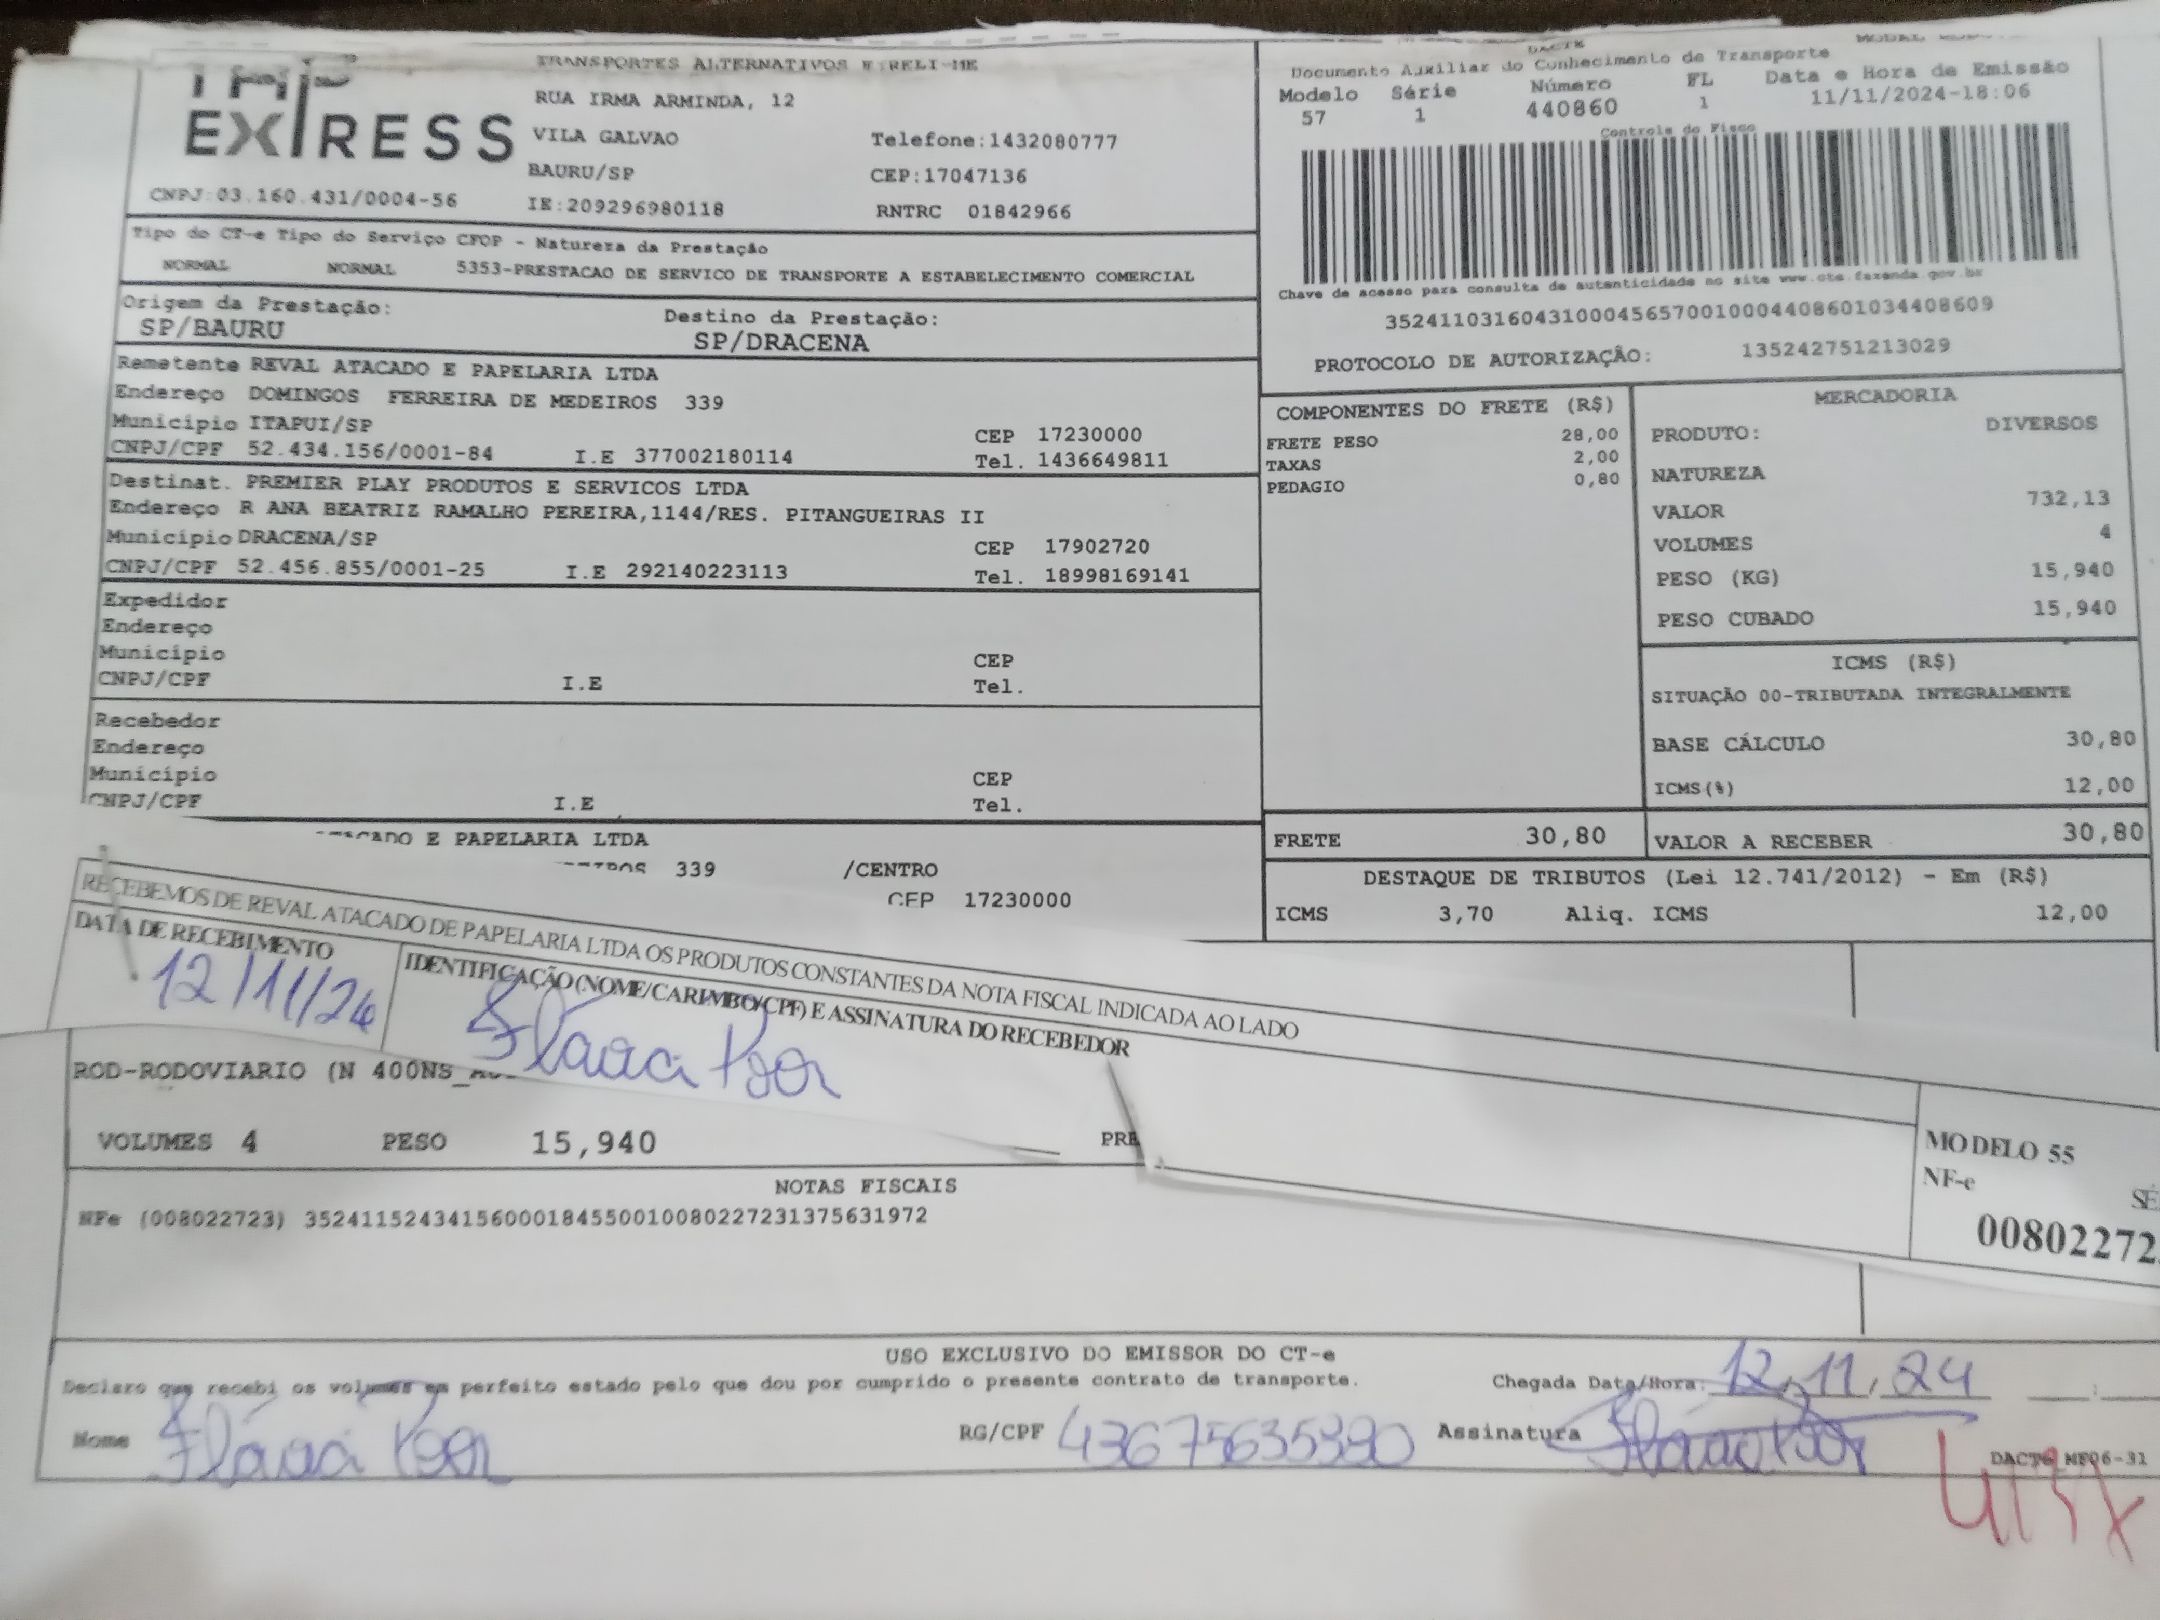 EXPRESS
CNPJ:03.160.431/0004-56
TRANSPORTES ALTERNATIVOS EIRELI-ME
RUA IRMA ARMINDA, 12
VILA GALVAO Telefone:1432080777
BAURU/SP CEP:17047136
IE:209296980118 RNTRC 01842966
DACTE
Documento Auxiliar do Conhecimento de Transporte
Modelo Série Número FL Data e Hora de Emissão
57 1 440860 1 11/11/2024-18:06
Controle do Fisco
Chave de acesso para consulta de autenticidade no site www.cte.fazenda.gov.br
35241103160431000456570010004408601034408609
PROTOCOLO DE AUTORIZAÇÃO: 135242751213029
Tipo do CT-e Tipo do Serviço CFOP - Natureza da Prestação
NORMAL NORMAL 5353-PRESTACAO DE SERVICO DE TRANSPORTE A ESTABELECIMENTO COMERCIAL
Origem da Prestação: Destino da Prestação:
SP/BAURU SP/DRACENA
Remetente REVAL ATACADO E PAPELARIA LTDA
Endereço DOMINGOS FERREIRA DE MEDEIROS 339
Município ITAPUI/SP CEP 17230000
CNPJ/CPF 52.434.156/0001-84 I.E 377002180114 Tel. 1436649811
Destinat. PREMIER PLAY PRODUTOS E SERVICOS LTDA
Endereço R ANA BEATRIZ RAMALHO PEREIRA,1144/RES. PITANGUEIRAS II
Município DRACENA/SP CEP 17902720
CNPJ/CPF 52.456.855/0001-25 I.E 292140223113 Tel. 18998169141
Expedidor
Endereço
Município CEP
CNPJ/CPF I.E Tel.
Recebedor
Endereço
Município CEP
CNPJ/CPF I.E Tel.
E PAPELARIA LTDA
339 /CENTRO
CEP 17230000
COMPONENTES DO FRETE (R$)
FRETE PESO 28,00
TAXAS 2,00
PEDAGIO 0,80
MERCADORIA
PRODUTO: DIVERSOS
NATUREZA
VALOR 732,13
VOLUMES 4
PESO (KG) 15,940
PESO CUBADO 15,940
ICMS (R$)
SITUAÇÃO 00-TRIBUTADA INTEGRALMENTE
BASE CÁLCULO 30,80
ICMS(%) 12,00
FRETE 30,80 VALOR A RECEBER 30,80
DESTAQUE DE TRIBUTOS (Lei 12.741/2012) - Em (R$)
ICMS 3,70 Aliq. ICMS 12,00
RECEBEMOS DE REVAL ATACADO DE PAPELARIA LTDA OS PRODUTOS CONSTANTES DA NOTA FISCAL INDICADA AO LADO
DATA DE RECEBIMENTO IDENTIFICAÇÃO (NOME/CARIMBO/CPF) E ASSINATURA DO RECEBEDOR
12/11/24 Flávia
MODELO 55
NF-e SÉ
00802272
ROD-RODOVIARIO (N 400NS_
VOLUMES 4 PESO 15,940 PRE
NOTAS FISCAIS
NFe (008022723) 35241152434156000184550010080227231375631972
USO EXCLUSIVO DO EMISSOR DO CT-e
Declaro que recebi os volumes em perfeito estado pelo que dou por cumprido o presente contrato de transporte. Chegada Data/Hora: 12,11,24 :
Nome Flávia RG/CPF 43675635390 Assinatura Flávia
DACTE MF06-31